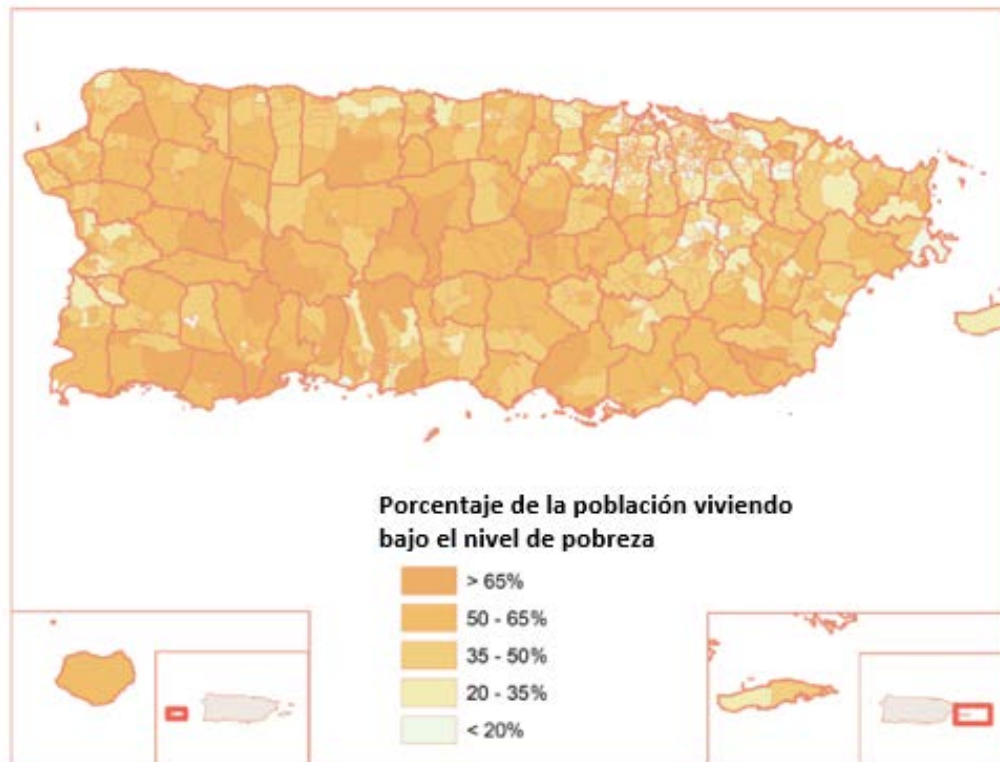 Porcentaje de la población viviendo
bajo el nivel de pobreza
> 65%
50 - 65%
35 - 50%
20 - 35%
< 20%